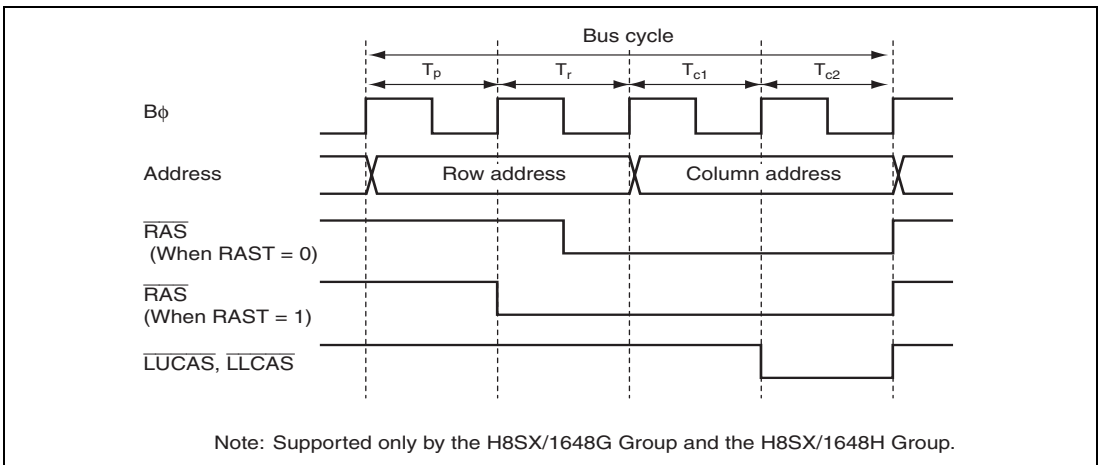 Bus cycle
Tp Tr Tc1 Tc2
Bϕ
Address Row address Column address
RAS
(When RAST = 0)
RAS
(When RAST = 1)
LUCAS, LLCAS
Note: Supported only by the H8SX/1648G Group and the H8SX/1648H Group.